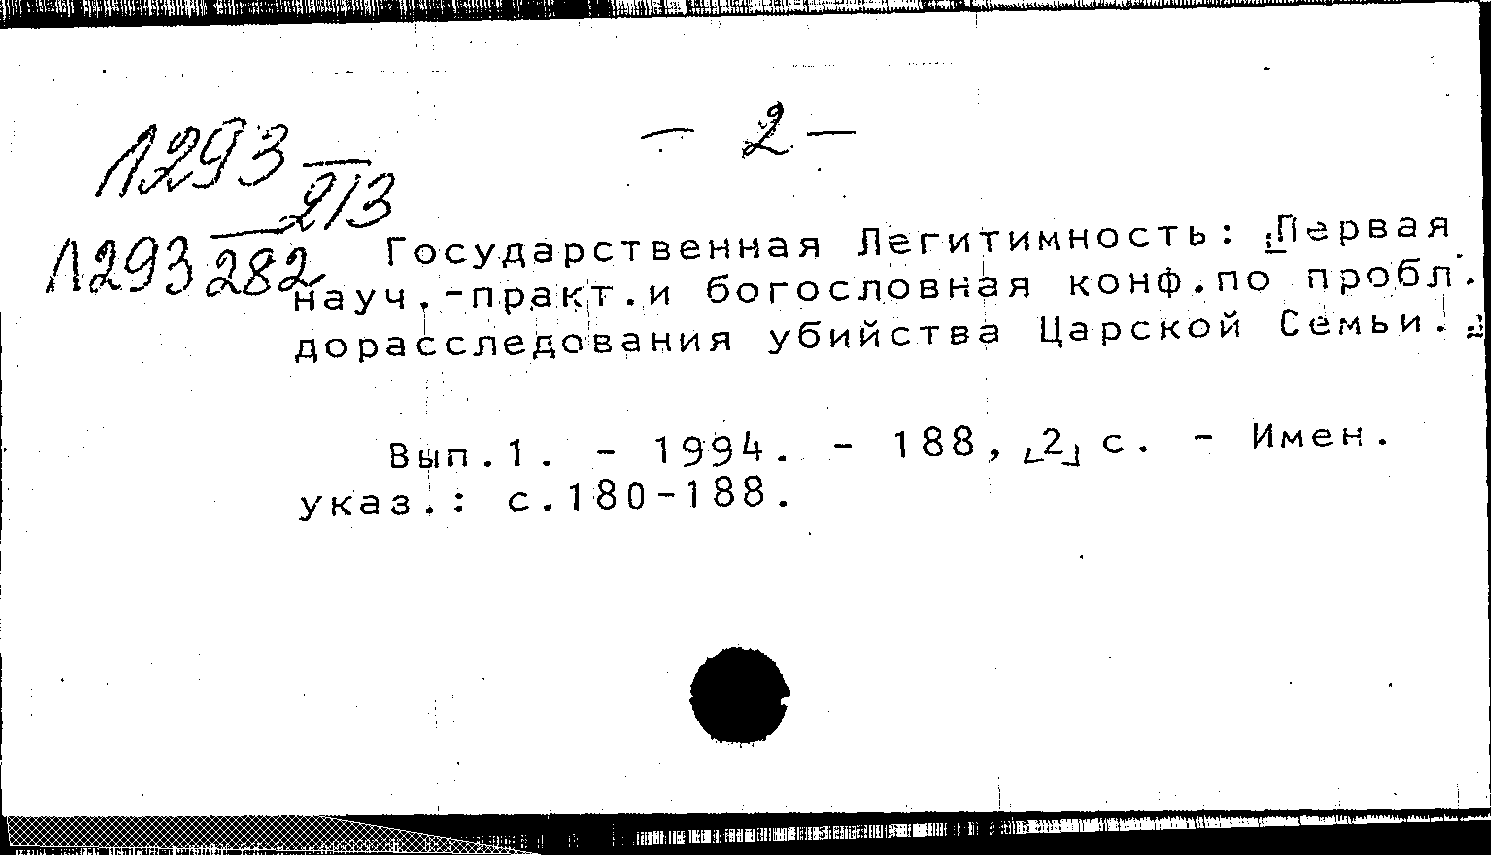 — 2 —
Л293
213
Л293 282
Государственная Легитимность: [Первая
науч.-практ.и богословная конф.по пробл.
дорасследования убийства Царской Семьи.]
Вып.1. - 1994. - 188, [2] с. - Имен.
указ.: с.180-188.